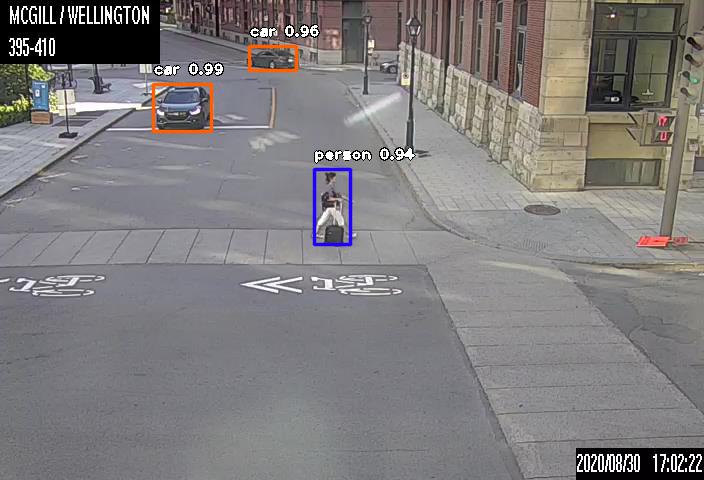 MCGILL / WELLINGTON
395-410
car 0.96
car 0.99
person 0.94
2020/08/30 17:02:22